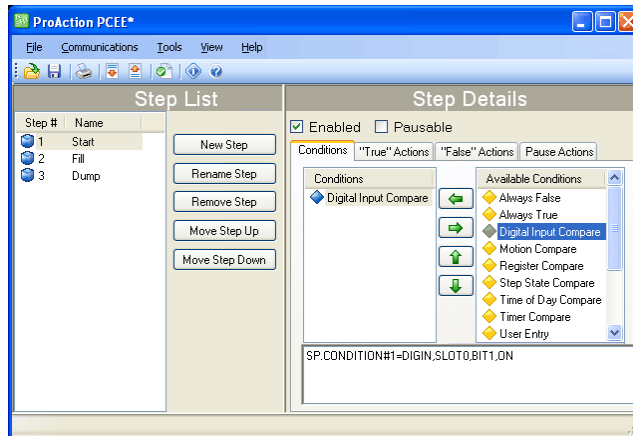 ProAction PCEE*
File Communications Tools View Help
Step List
Step # Name
1 Start
2 Fill
3 Dump
New Step
Rename Step
Remove Step
Move Step Up
Move Step Down
Step Details
Enabled Pausable
Conditions "True" Actions "False" Actions Pause Actions
Conditions
Digital Input Compare
Available Conditions
Always False
Always True
Digital Input Compare
Motion Compare
Register Compare
Step State Compare
Time of Day Compare
Timer Compare
User Entry
SP.CONDITION#1=DIGIN,SLOT0,BIT1,ON